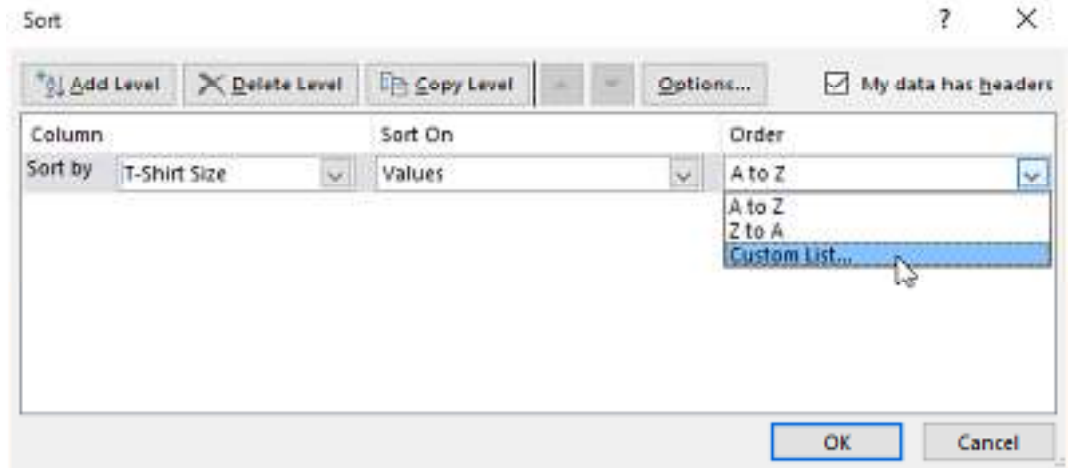 Sort ?
Add Level Delete Level Copy Level Options... My data has headers
Column Sort On Order
Sort by T-Shirt Size Values A to Z
A to Z
Z to A
Custom List...
OK Cancel